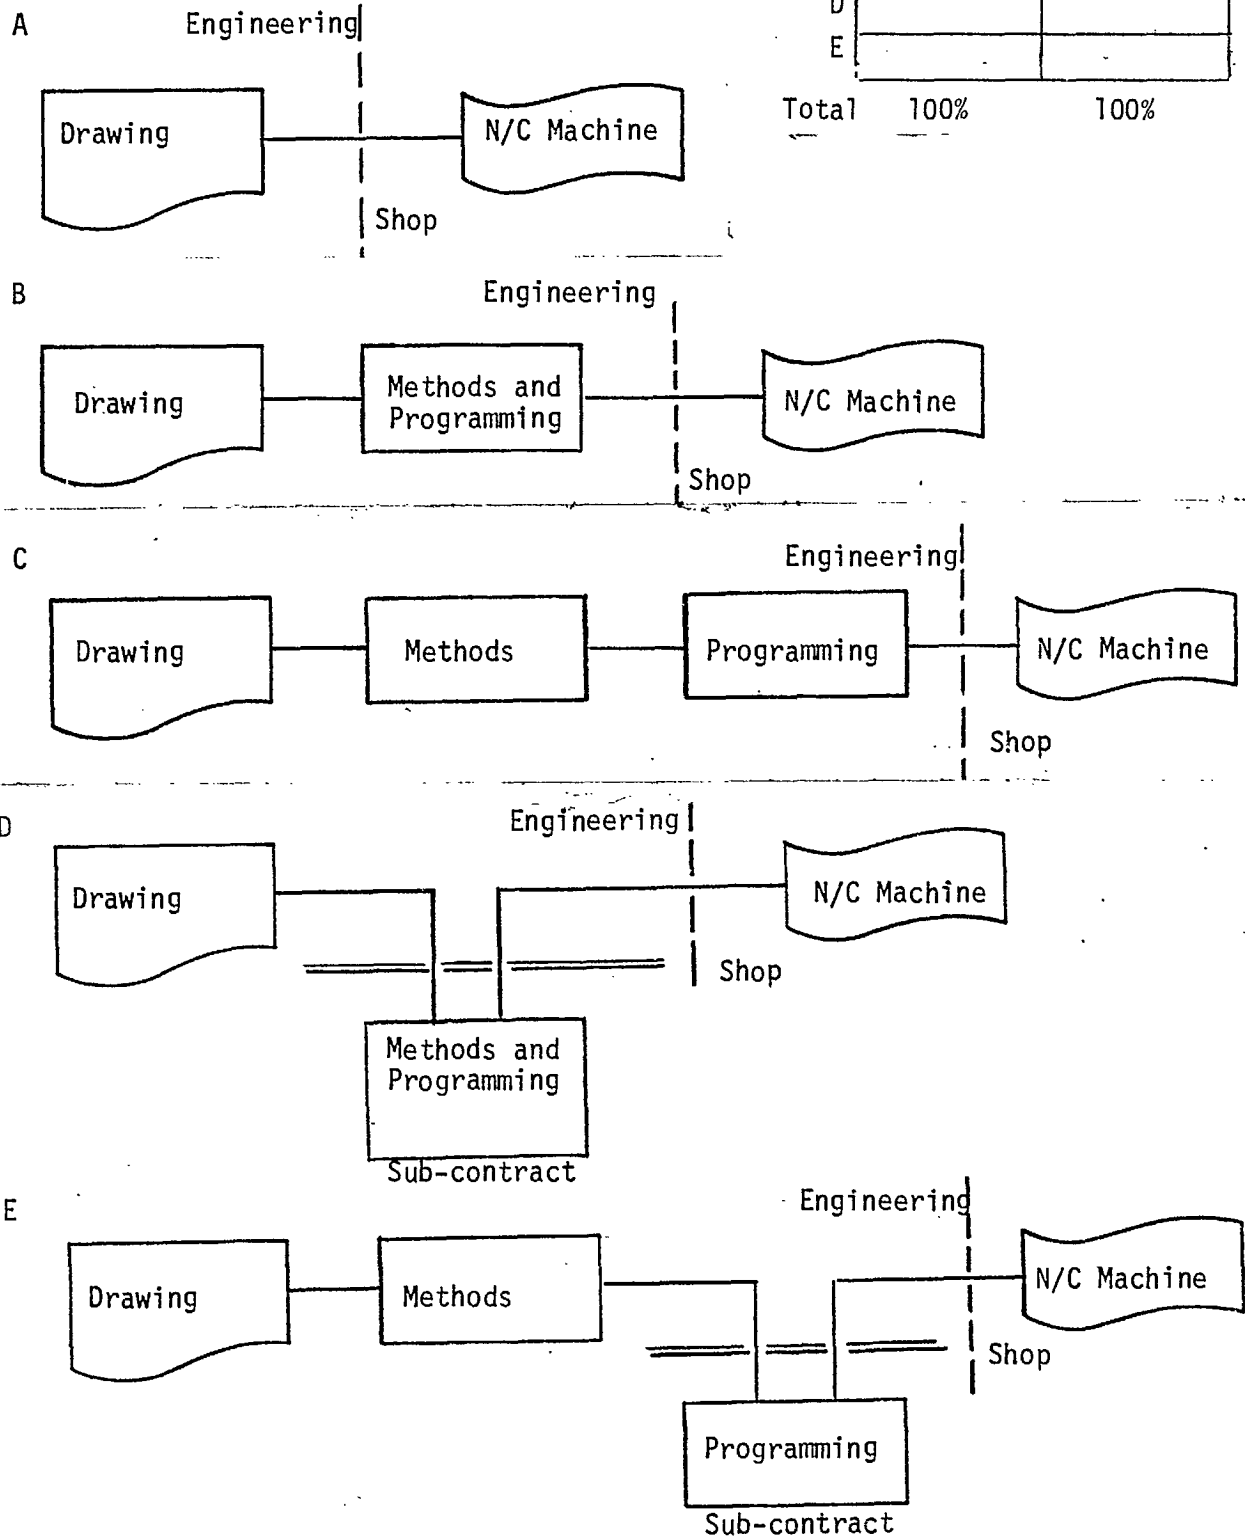 D
E
Total 100% 100%
A
Engineering
Drawing
N/C Machine
Shop
B
Engineering
Drawing
Methods and
Programming
N/C Machine
Shop
C
Engineering
Drawing
Methods
Programming
N/C Machine
Shop
D
Engineering
Drawing
N/C Machine
Shop
Methods and
Programming
Sub-contract
E
Engineering
Drawing
Methods
N/C Machine
Shop
Programming
Sub-contract